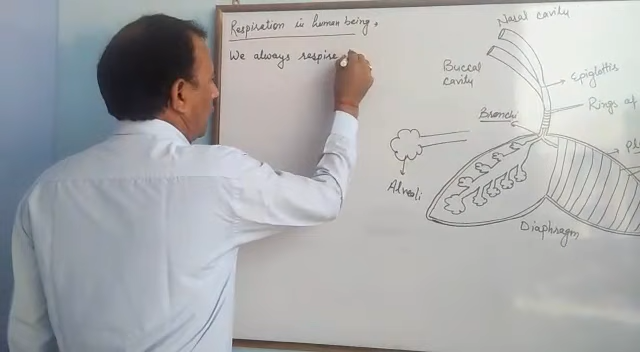 Respiration in human being.
We always respire
Nasal cavity
Buccal
cavity
Epiglottis
Rings of
Bronchi
Alveoli
Diaphragm